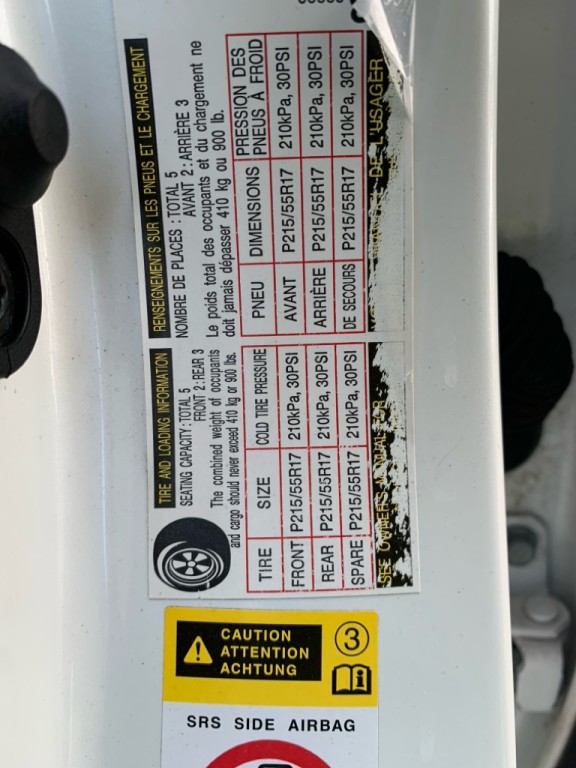 TIRE AND LOADING INFORMATION
SEATING CAPACITY : TOTAL 5
FRONT 2 : REAR 3
The combined weight of occupants
and cargo should never exceed 410 kg or 900 lbs.
TIRE SIZE COLD TIRE PRESSURE
FRONT P215/55R17 210kPa, 30PSI
REAR P215/55R17 210kPa, 30PSI
SPARE P215/55R17 210kPa, 30PSI
SEE OWNER'S MANUAL FOR
RENSEIGNEMENTS SUR LES PNEUS ET LE CHARGEMENT
NOMBRE DE PLACES : TOTAL 5
AVANT 2 : ARRIÈRE 3
Le poids total des occupants et du chargement ne
doit jamais dépasser 410 kg ou 900 lb.
PNEU DIMENSIONS PRESSION DES
PNEUS À FROID
AVANT P215/55R17 210kPa, 30PSI
ARRIÈRE P215/55R17 210kPa, 30PSI
DE SECOURS P215/55R17 210kPa, 30PSI
DE L'USAGER
CAUTION
ATTENTION
ACHTUNG
3
SRS SIDE AIRBAG